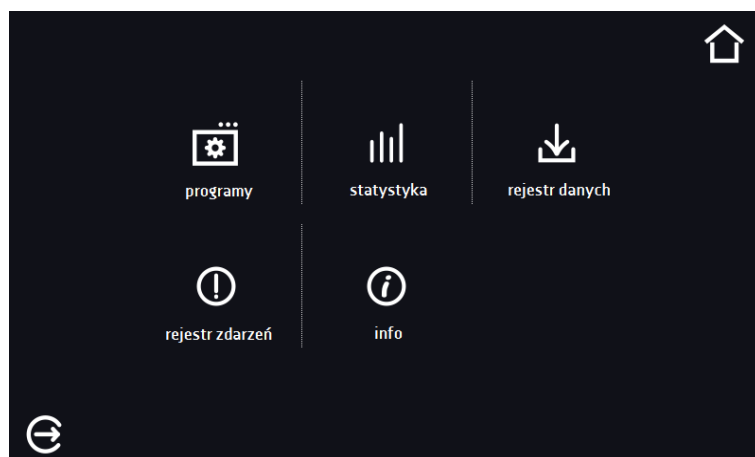 programy
statystyka
rejestr danych
rejestr zdarzeń
info